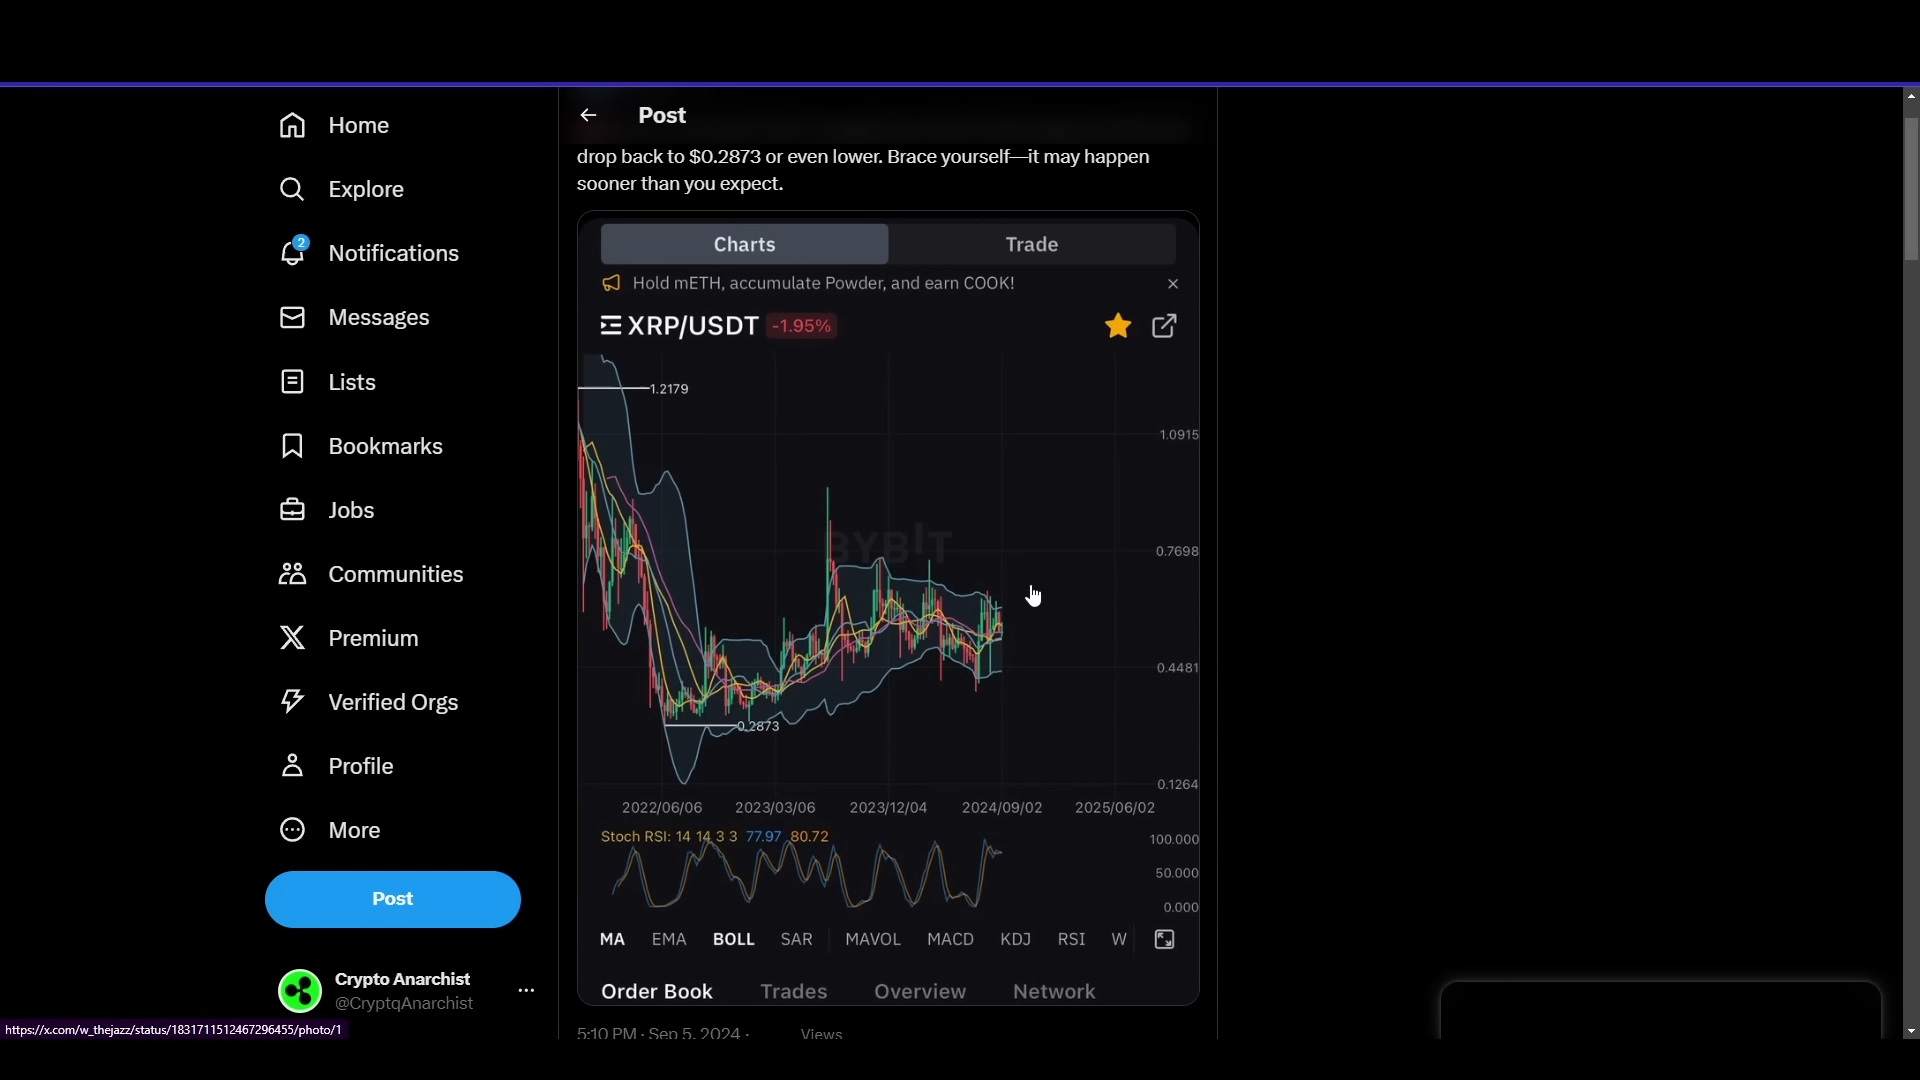 Home
Explore
2
Notifications
Messages
Lists
Bookmarks
Jobs
Communities
Premium
Verified Orgs
Profile
More
Post
Crypto Anarchist
@CryptqAnarchist
https://x.com/w_thejazz/status/1831711512467296455/photo/1
Post
drop back to $0.2873 or even lower. Brace yourself—it may happen
sooner than you expect.
Charts Trade
Hold mETH, accumulate Powder, and earn COOK!
XRP/USDT -1.95%
1.2179
1.0915
BYBIT
0.7698
0.4481
0.2873
0.1264
2022/06/06 2023/03/06 2023/12/04 2024/09/02 2025/06/02
Stoch RSI: 14 14 3 3 77.97 80.72
100.000
50.000
0.000
MA EMA BOLL SAR MAVOL MACD KDJ RSI W
Order Book Trades Overview Network
5:10 PM · Sep 5, 2024 · Views